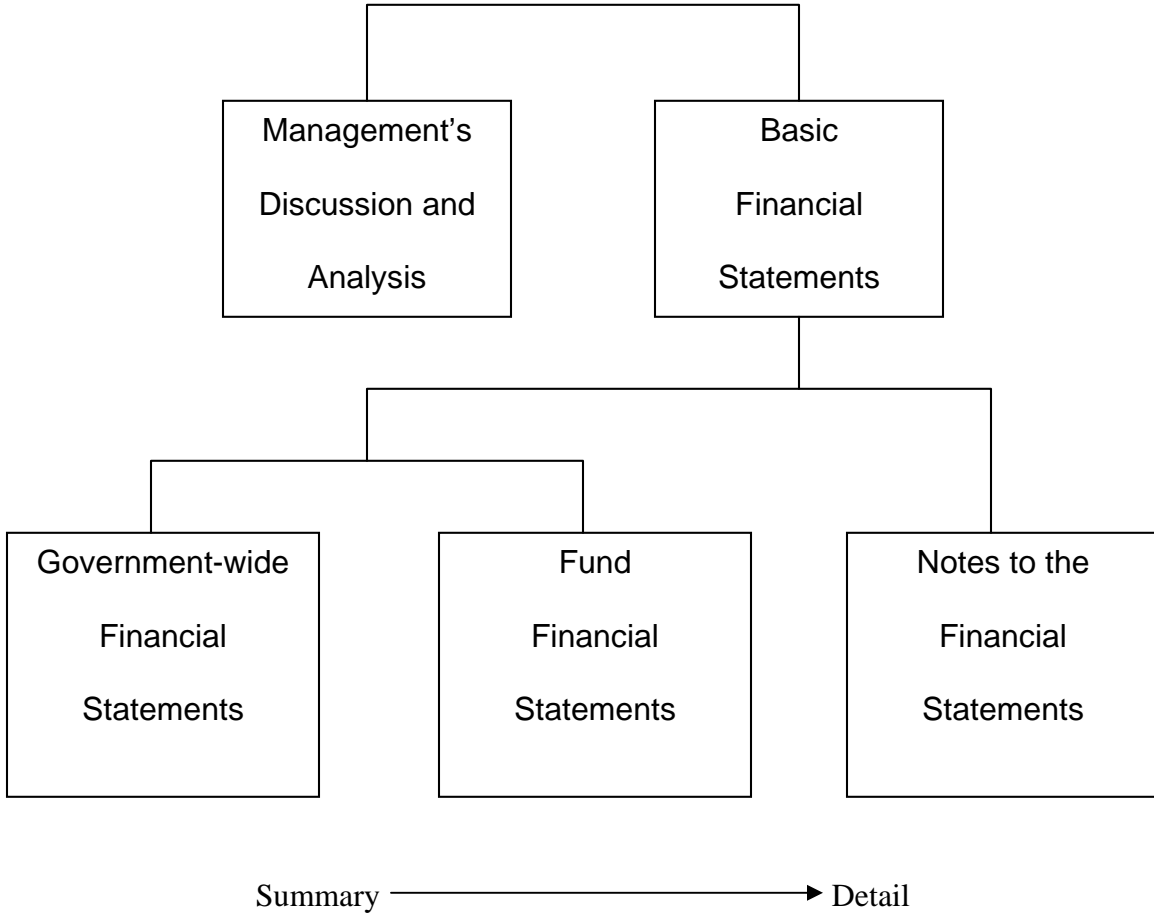 Management’s
Discussion and
Analysis
Basic
Financial
Statements
Government-wide
Financial
Statements
Fund
Financial
Statements
Notes to the
Financial
Statements
Summary
Detail